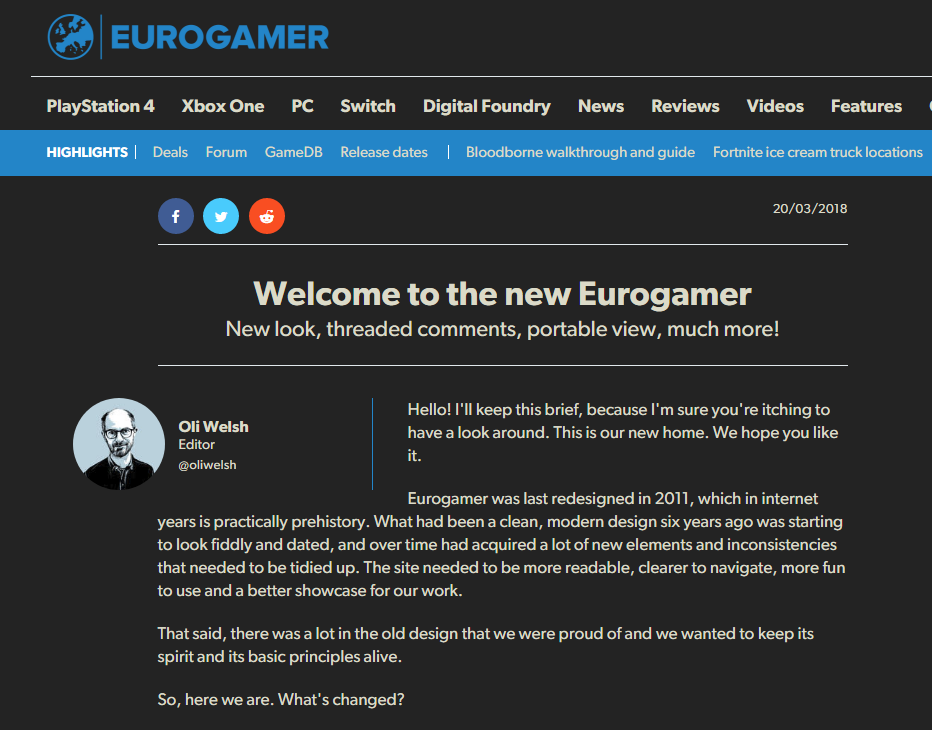 EUROGAMER
PlayStation 4 Xbox One PC Switch Digital Foundry News Reviews Videos Features
HIGHLIGHTS Deals Forum GameDB Release dates Bloodborne walkthrough and guide Fortnite ice cream truck locations
20/03/2018
Welcome to the new Eurogamer
New look, threaded comments, portable view, much more!
Oli Welsh
Editor
@oliwelsh
Hello! I'll keep this brief, because I'm sure you're itching to
have a look around. This is our new home. We hope you like
it.
Eurogamer was last redesigned in 2011, which in internet
years is practically prehistory. What had been a clean, modern design six years ago was starting
to look fiddly and dated, and over time had acquired a lot of new elements and inconsistencies
that needed to be tidied up. The site needed to be more readable, clearer to navigate, more fun
to use and a better showcase for our work.
That said, there was a lot in the old design that we were proud of and we wanted to keep its
spirit and its basic principles alive.
So, here we are. What's changed?